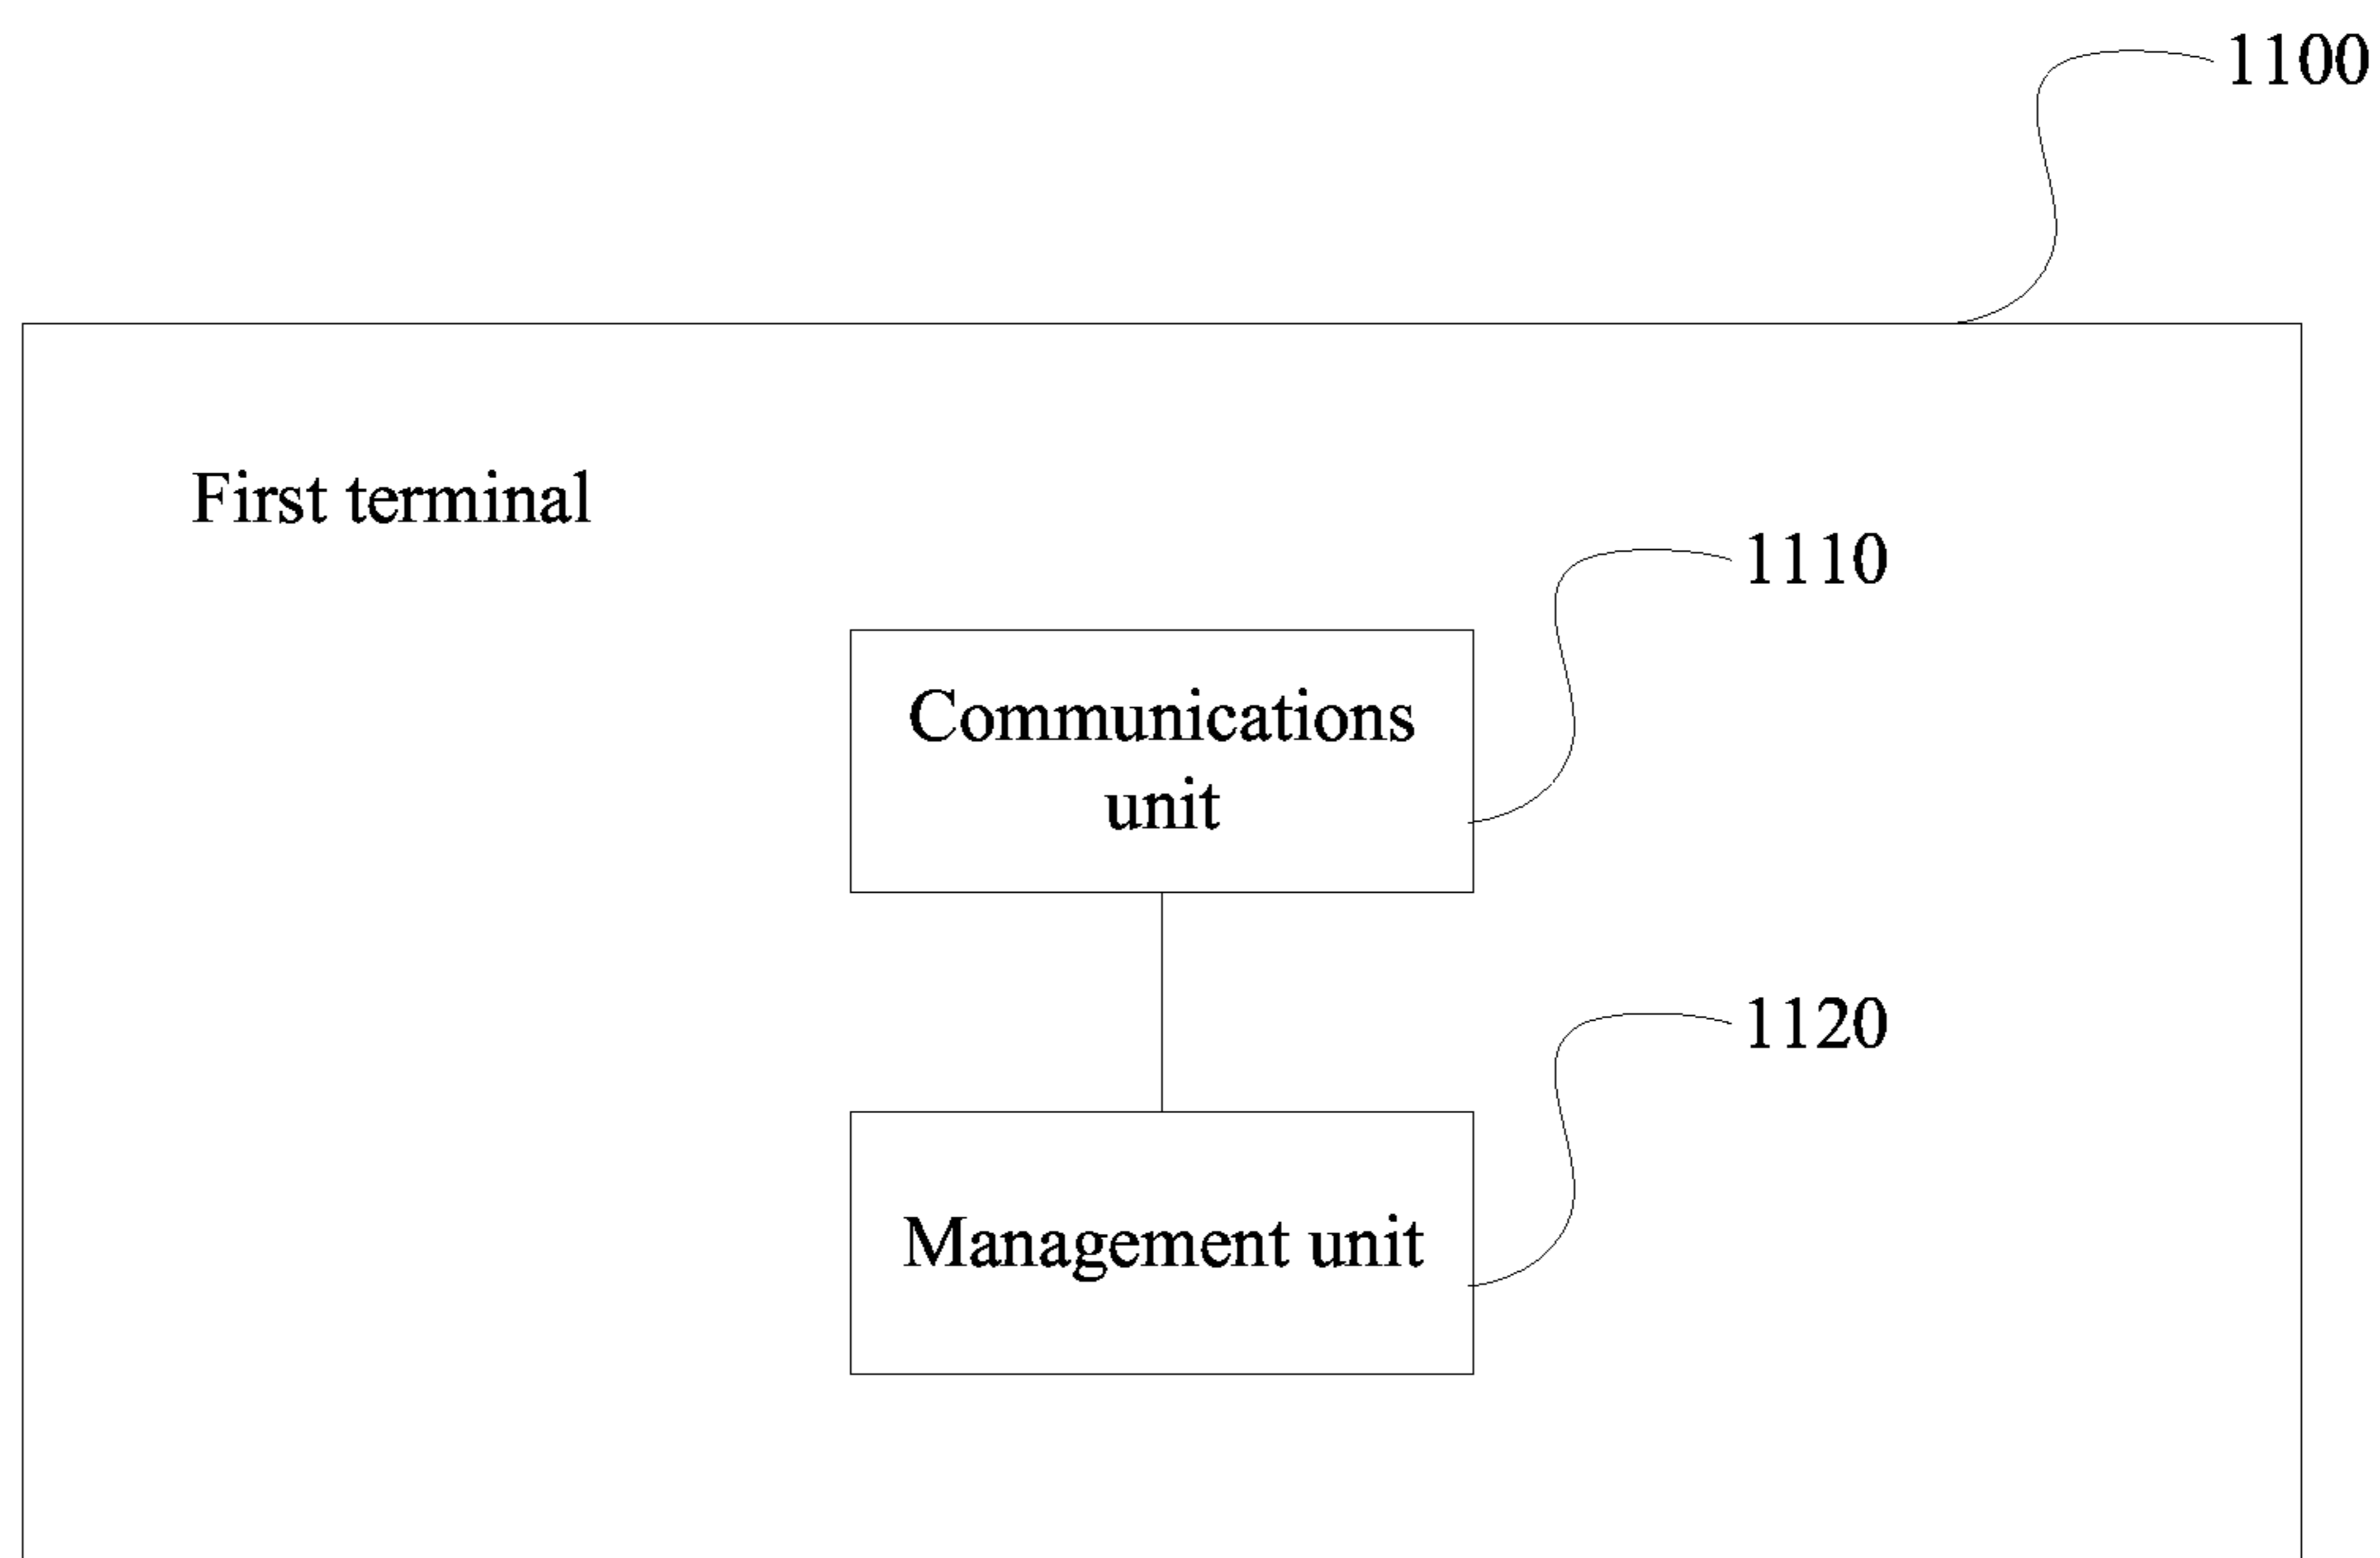 1100
First terminal
1110
Communications
unit
1120
Management unit